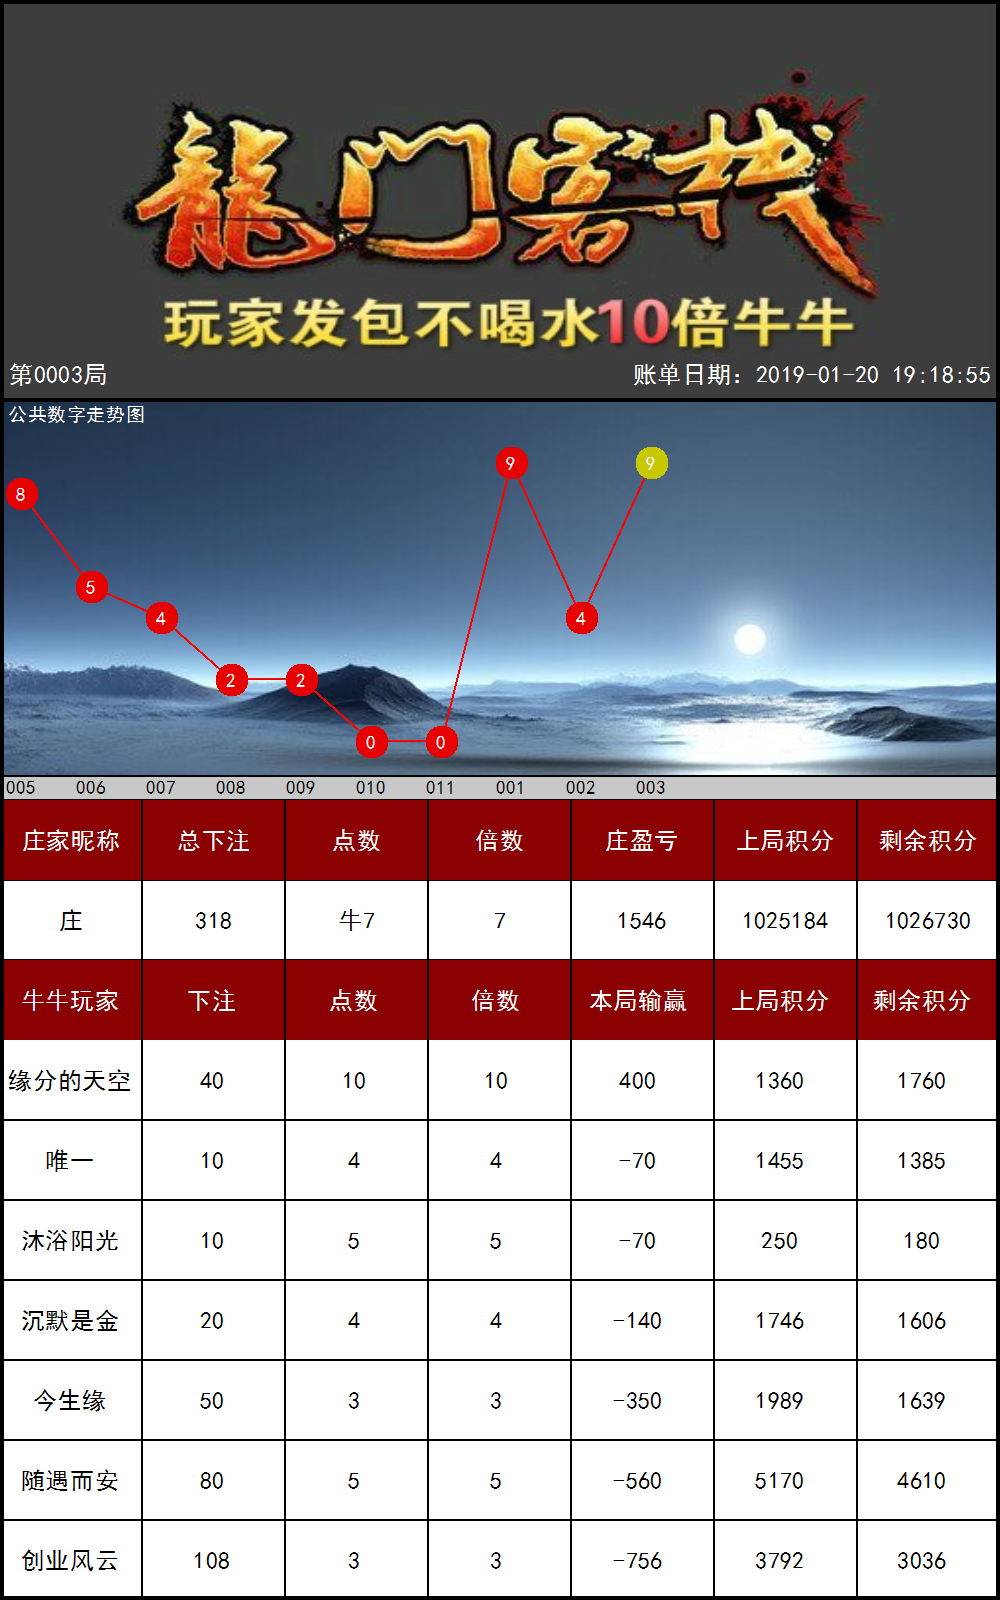 龍门客栈
玩家发包不喝水10倍牛牛
第0003局 账单日期：2019-01-20 19:18:55
公共数字走势图
8 5 4 2 2 0 0 9 4 9
005 006 007 008 009 010 011 001 002 003
庄家昵称 总下注 点数 倍数 庄盈亏 上局积分 剩余积分
庄 318 牛7 7 1546 1025184 1026730
牛牛玩家 下注 点数 倍数 本局输赢 上局积分 剩余积分
缘分的天空 40 10 10 400 1360 1760
唯一 10 4 4 -70 1455 1385
沐浴阳光 10 5 5 -70 250 180
沉默是金 20 4 4 -140 1746 1606
今生缘 50 3 3 -350 1989 1639
随遇而安 80 5 5 -560 5170 4610
创业风云 108 3 3 -756 3792 3036